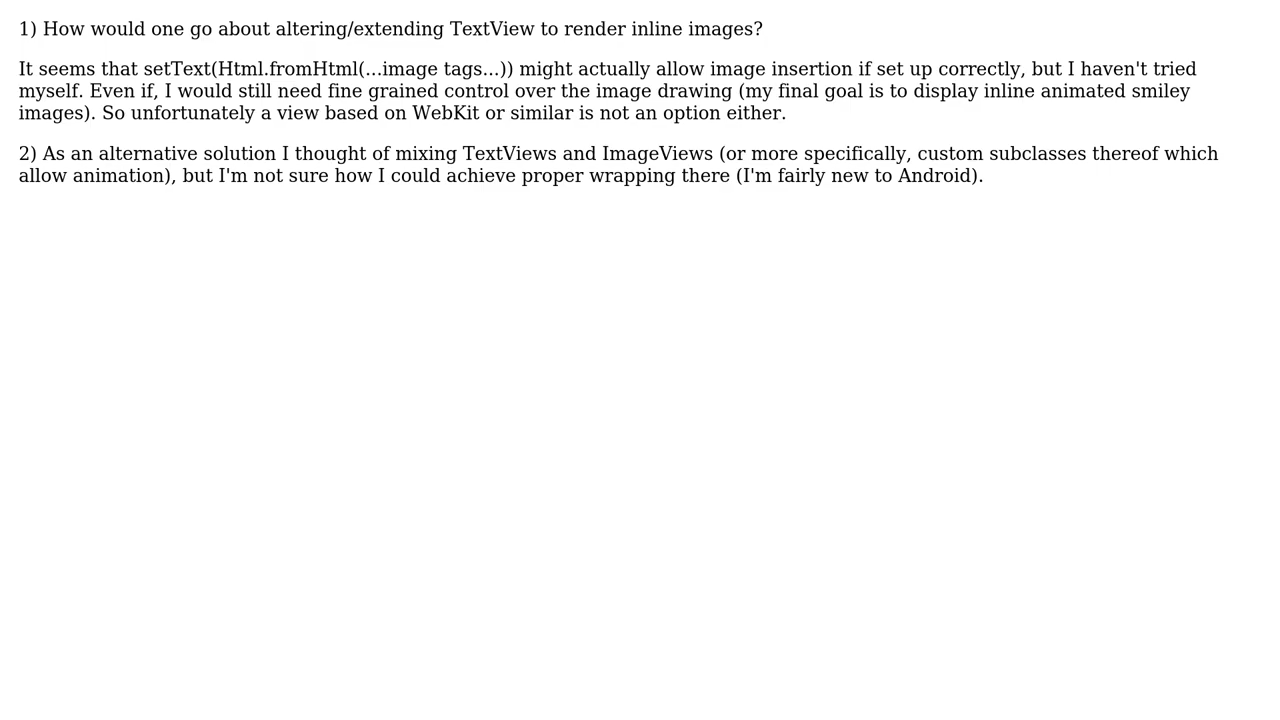 1) How would one go about altering/extending TextView to render inline images?
It seems that setText(Html.fromHtml(...image tags...)) might actually allow image insertion if set up correctly, but I haven't tried
myself. Even if, I would still need fine grained control over the image drawing (my final goal is to display inline animated smiley
images). So unfortunately a view based on WebKit or similar is not an option either.
2) As an alternative solution I thought of mixing TextViews and ImageViews (or more specifically, custom subclasses thereof which
allow animation), but I'm not sure how I could achieve proper wrapping there (I'm fairly new to Android).